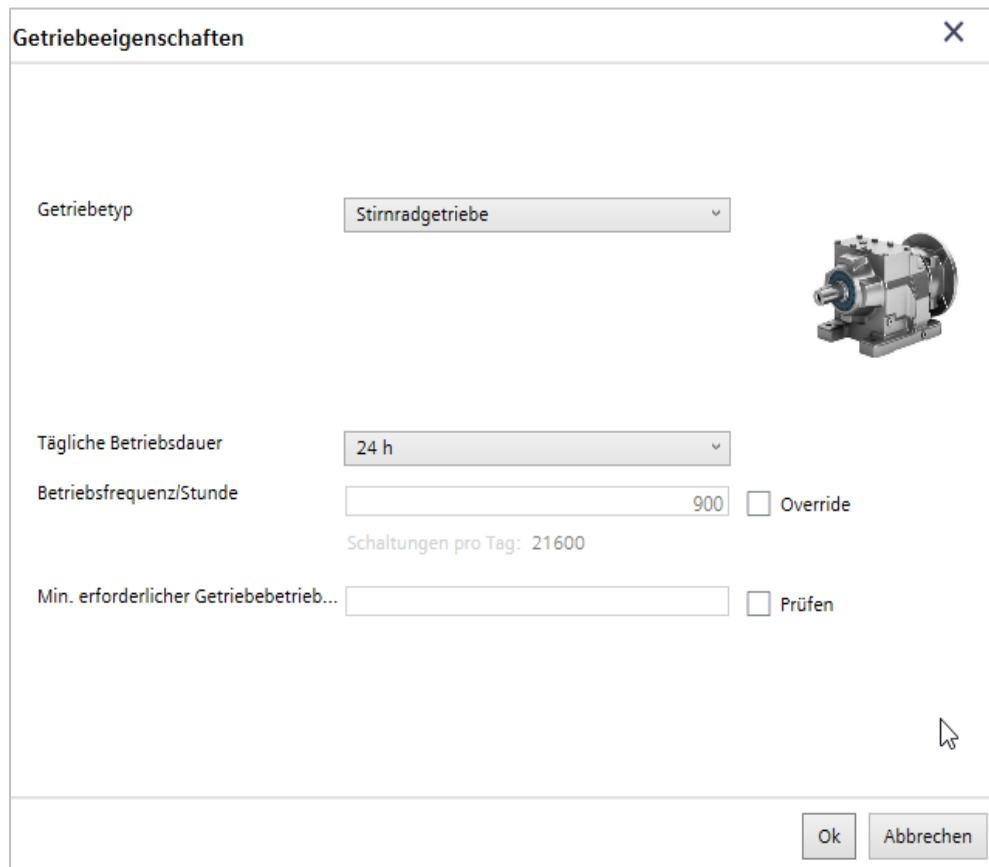 Getriebeeigenschaften
Getriebetyp
Stirnradgetriebe
Tägliche Betriebsdauer
24 h
Betriebsfrequenz/Stunde
900
Override
Schaltungen pro Tag: 21600
Min. erforderlicher Getriebebetrieb...
Prüfen
Ok
Abbrechen